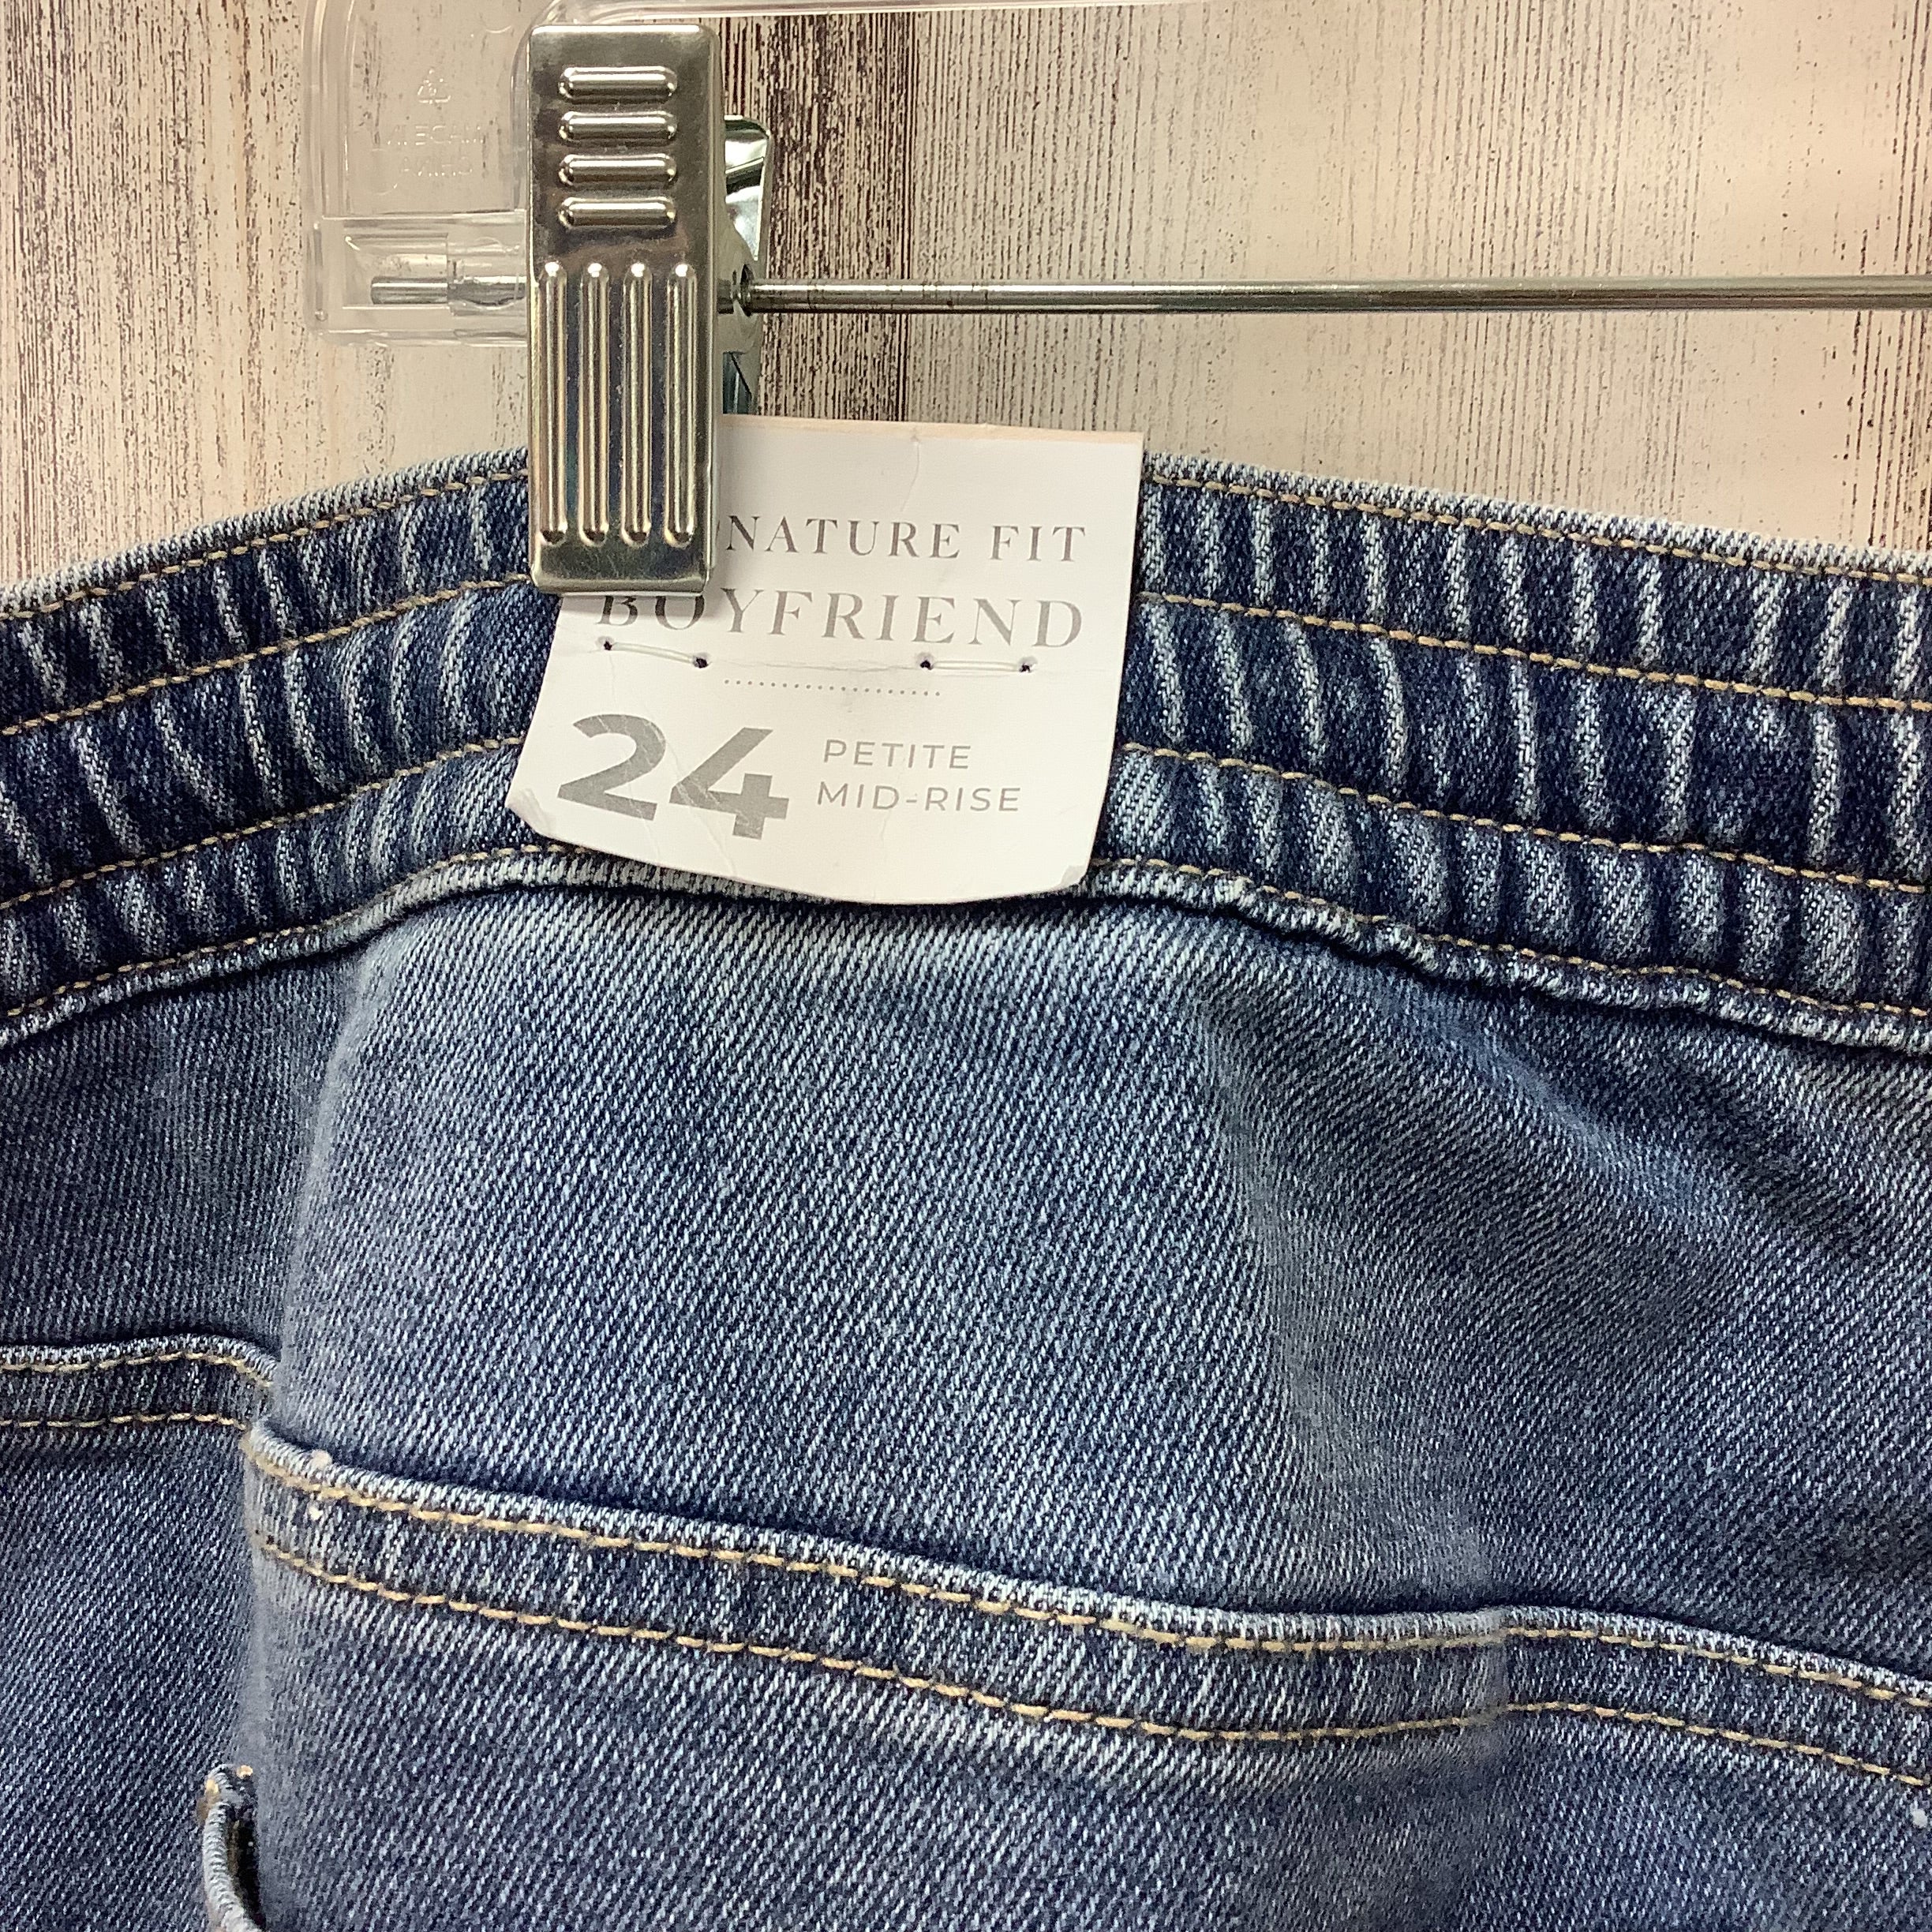 NATURE FIT
BOYFRIEND
24
PETITE
MID-RISE